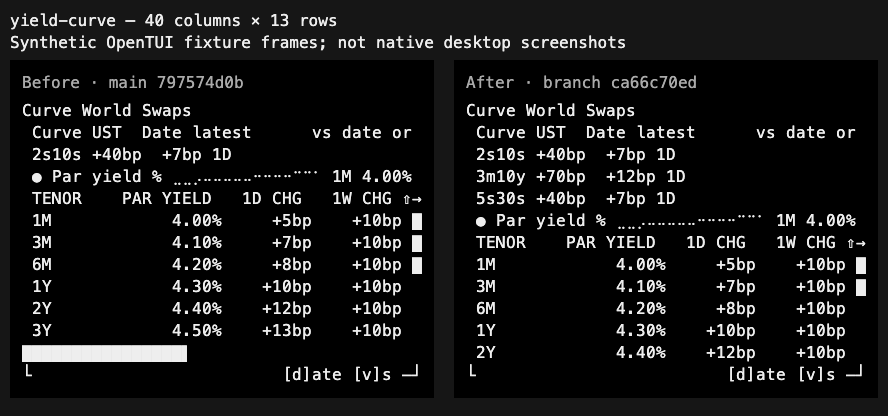 yield-curve — 40 columns × 13 rows
Synthetic OpenTUI fixture frames; not native desktop screenshots
Before · main 797574d0b
Curve World Swaps
Curve UST  Date latest      vs date or
2s10s +40bp  +7bp 1D
● Par yield % 1M 4.00%
TENOR    PAR YIELD   1D CHG   1W CHG ⇧→
1M            4.00%     +5bp    +10bp
3M            4.10%     +7bp    +10bp
6M            4.20%     +8bp    +10bp
1Y            4.30%    +10bp    +10bp
2Y            4.40%    +12bp    +10bp
3Y            4.50%    +13bp    +10bp
[d]ate [v]s
After · branch ca66c70ed
Curve World Swaps
Curve UST  Date latest      vs date or
2s10s +40bp  +7bp 1D
3m10y +70bp  +12bp 1D
5s30s +40bp  +7bp 1D
● Par yield % 1M 4.00%
TENOR    PAR YIELD   1D CHG   1W CHG ⇧→
1M            4.00%     +5bp    +10bp
3M            4.10%     +7bp    +10bp
6M            4.20%     +8bp    +10bp
1Y            4.30%    +10bp    +10bp
2Y            4.40%    +12bp    +10bp
[d]ate [v]s